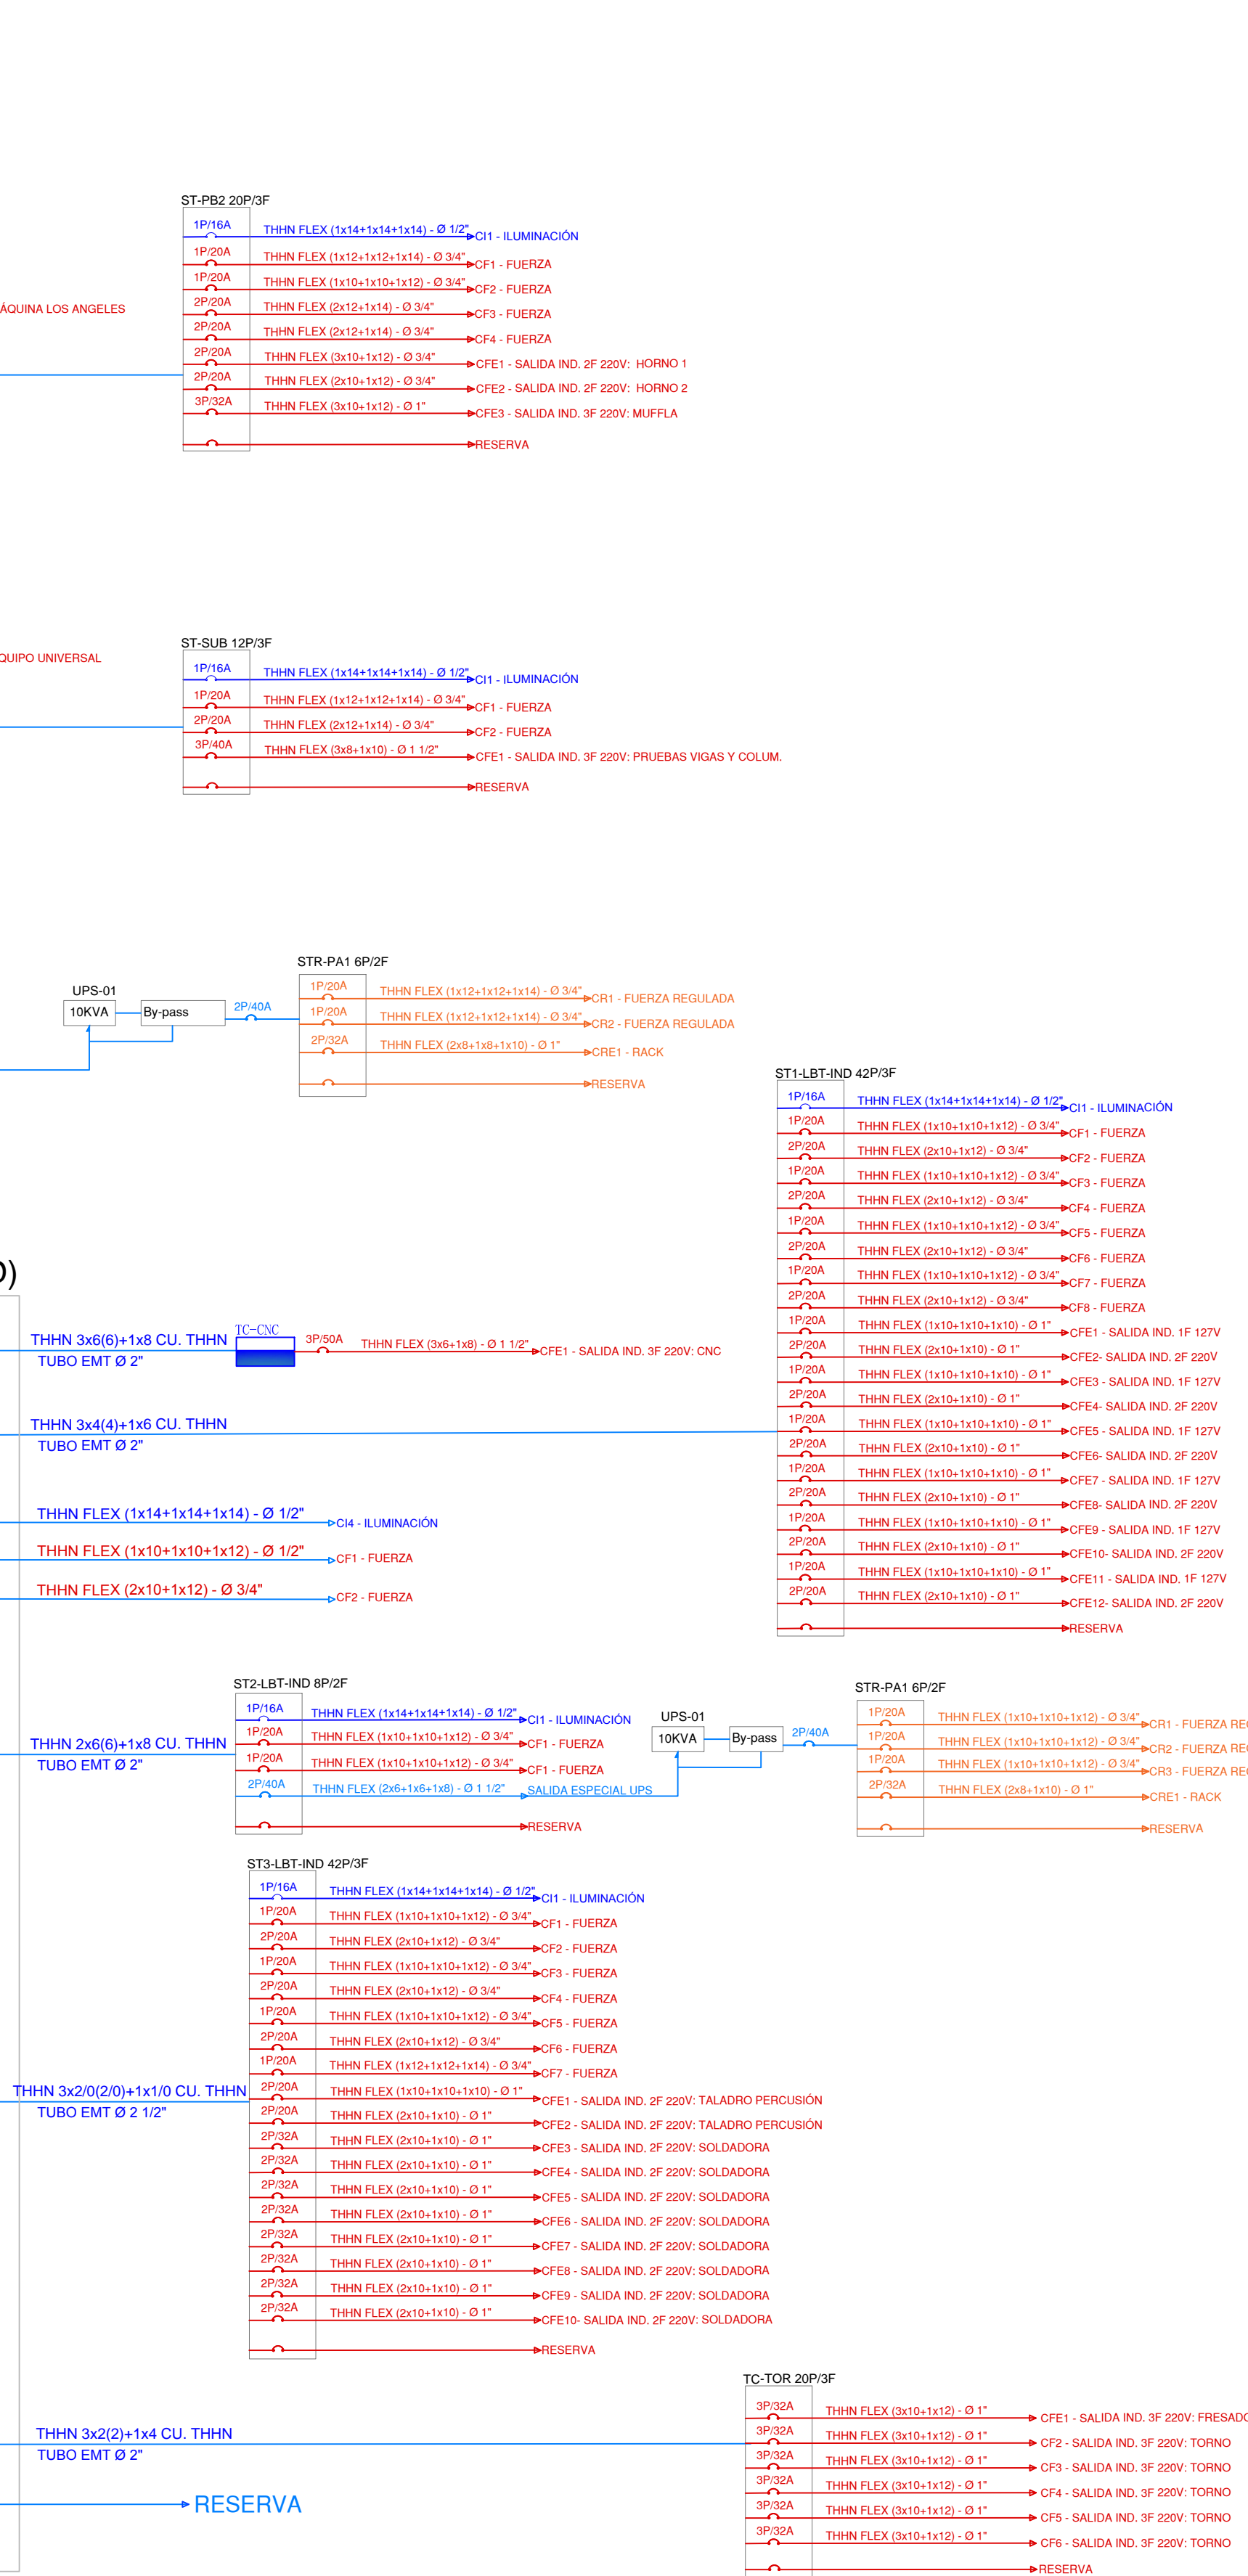 ST-PB2 20P/3F
1P/16A THHN FLEX (1x14+1x14+1x14) - Ø 1/2" CI1 - ILUMINACIÓN
1P/20A THHN FLEX (1x12+1x12+1x14) - Ø 3/4" CF1 - FUERZA
1P/20A THHN FLEX (1x10+1x10+1x12) - Ø 3/4" CF2 - FUERZA
2P/20A THHN FLEX (2x12+1x14) - Ø 3/4" CF3 - FUERZA
ÁQUINA LOS ANGELES
2P/20A THHN FLEX (2x12+1x14) - Ø 3/4" CF4 - FUERZA
2P/20A THHN FLEX (3x10+1x12) - Ø 3/4" CFE1 - SALIDA IND. 2F 220V: HORNO 1
2P/20A THHN FLEX (2x10+1x12) - Ø 3/4" CFE2 - SALIDA IND. 2F 220V: HORNO 2
3P/32A THHN FLEX (3x10+1x12) - Ø 1" CFE3 - SALIDA IND. 3F 220V: MUFFLA
RESERVA
ST-SUB 12P/3F
QUIPO UNIVERSAL
1P/16A THHN FLEX (1x14+1x14+1x14) - Ø 1/2" CI1 - ILUMINACIÓN
1P/20A THHN FLEX (1x12+1x12+1x14) - Ø 3/4" CF1 - FUERZA
2P/20A THHN FLEX (2x12+1x14) - Ø 3/4" CF2 - FUERZA
3P/40A THHN FLEX (3x8+1x10) - Ø 1 1/2" CFE1 - SALIDA IND. 3F 220V: PRUEBAS VIGAS Y COLUM.
RESERVA
STR-PA1 6P/2F
UPS-01
10KVA By-pass 2P/40A
1P/20A THHN FLEX (1x12+1x12+1x14) - Ø 3/4" CR1 - FUERZA REGULADA
1P/20A THHN FLEX (1x12+1x12+1x14) - Ø 3/4" CR2 - FUERZA REGULADA
2P/32A THHN FLEX (2x8+1x8+1x10) - Ø 1" CRE1 - RACK
RESERVA
ST1-LBT-IND 42P/3F
1P/16A THHN FLEX (1x14+1x14+1x14) - Ø 1/2" CI1 - ILUMINACIÓN
1P/20A THHN FLEX (1x10+1x10+1x12) - Ø 3/4" CF1 - FUERZA
2P/20A THHN FLEX (2x10+1x12) - Ø 3/4" CF2 - FUERZA
1P/20A THHN FLEX (1x10+1x10+1x12) - Ø 3/4" CF3 - FUERZA
2P/20A THHN FLEX (2x10+1x12) - Ø 3/4" CF4 - FUERZA
1P/20A THHN FLEX (1x10+1x10+1x12) - Ø 3/4" CF5 - FUERZA
2P/20A THHN FLEX (2x10+1x12) - Ø 3/4" CF6 - FUERZA
1P/20A THHN FLEX (1x10+1x10+1x12) - Ø 3/4" CF7 - FUERZA
2P/20A THHN FLEX (2x10+1x12) - Ø 3/4" CF8 - FUERZA
1P/20A THHN FLEX (1x10+1x10+1x10) - Ø 1" CFE1 - SALIDA IND. 1F 127V
2P/20A THHN FLEX (2x10+1x10) - Ø 1" CFE2- SALIDA IND. 2F 220V
1P/20A THHN FLEX (1x10+1x10+1x10) - Ø 1" CFE3 - SALIDA IND. 1F 127V
2P/20A THHN FLEX (2x10+1x10) - Ø 1" CFE4- SALIDA IND. 2F 220V
1P/20A THHN FLEX (1x10+1x10+1x10) - Ø 1" CFE5 - SALIDA IND. 1F 127V
2P/20A THHN FLEX (2x10+1x10) - Ø 1" CFE6- SALIDA IND. 2F 220V
1P/20A THHN FLEX (1x10+1x10+1x10) - Ø 1" CFE7 - SALIDA IND. 1F 127V
2P/20A THHN FLEX (2x10+1x10) - Ø 1" CFE8- SALIDA IND. 2F 220V
1P/20A THHN FLEX (1x10+1x10+1x10) - Ø 1" CFE9 - SALIDA IND. 1F 127V
2P/20A THHN FLEX (2x10+1x10) - Ø 1" CFE10- SALIDA IND. 2F 220V
1P/20A THHN FLEX (1x10+1x10+1x10) - Ø 1" CFE11 - SALIDA IND. 1F 127V
2P/20A THHN FLEX (2x10+1x10) - Ø 1" CFE12- SALIDA IND. 2F 220V
RESERVA
)
THHN 3x6(6)+1x8 CU. THHN
TUBO EMT Ø 2"
TC-CNC
3P/50A THHN FLEX (3x6+1x8) - Ø 1 1/2" CFE1 - SALIDA IND. 3F 220V: CNC
THHN 3x4(4)+1x6 CU. THHN
TUBO EMT Ø 2"
THHN FLEX (1x14+1x14+1x14) - Ø 1/2" CI4 - ILUMINACIÓN
THHN FLEX (1x10+1x10+1x12) - Ø 1/2" CF1 - FUERZA
THHN FLEX (2x10+1x12) - Ø 3/4" CF2 - FUERZA
ST2-LBT-IND 8P/2F
THHN 2x6(6)+1x8 CU. THHN
TUBO EMT Ø 2"
1P/16A THHN FLEX (1x14+1x14+1x14) - Ø 1/2" CI1 - ILUMINACIÓN
1P/20A THHN FLEX (1x10+1x10+1x12) - Ø 3/4" CF1 - FUERZA
1P/20A THHN FLEX (1x10+1x10+1x12) - Ø 3/4" CF1 - FUERZA
2P/40A THHN FLEX (2x6+1x6+1x8) - Ø 1 1/2" SALIDA ESPECIAL UPS
RESERVA
UPS-01
10KVA By-pass 2P/40A
STR-PA1 6P/2F
1P/20A THHN FLEX (1x10+1x10+1x12) - Ø 3/4" CR1 - FUERZA RE
1P/20A THHN FLEX (1x10+1x10+1x12) - Ø 3/4" CR2 - FUERZA RE
1P/20A THHN FLEX (1x10+1x10+1x12) - Ø 3/4" CR3 - FUERZA RE
2P/32A THHN FLEX (2x8+1x10) - Ø 1" CRE1 - RACK
RESERVA
ST3-LBT-IND 42P/3F
THHN 3x2/0(2/0)+1x1/0 CU. THHN
TUBO EMT Ø 2 1/2"
1P/16A THHN FLEX (1x14+1x14+1x14) - Ø 1/2" CI1 - ILUMINACIÓN
1P/20A THHN FLEX (1x10+1x10+1x12) - Ø 3/4" CF1 - FUERZA
2P/20A THHN FLEX (2x10+1x12) - Ø 3/4" CF2 - FUERZA
1P/20A THHN FLEX (1x10+1x10+1x12) - Ø 3/4" CF3 - FUERZA
2P/20A THHN FLEX (2x10+1x12) - Ø 3/4" CF4 - FUERZA
1P/20A THHN FLEX (1x10+1x10+1x12) - Ø 3/4" CF5 - FUERZA
2P/20A THHN FLEX (2x10+1x12) - Ø 3/4" CF6 - FUERZA
1P/20A THHN FLEX (1x12+1x12+1x14) - Ø 3/4" CF7 - FUERZA
2P/20A THHN FLEX (1x10+1x10+1x10) - Ø 1" CFE1 - SALIDA IND. 2F 220V: TALADRO PERCUSIÓN
2P/20A THHN FLEX (2x10+1x10) - Ø 1" CFE2 - SALIDA IND. 2F 220V: TALADRO PERCUSIÓN
2P/32A THHN FLEX (2x10+1x10) - Ø 1" CFE3 - SALIDA IND. 2F 220V: SOLDADORA
2P/32A THHN FLEX (2x10+1x10) - Ø 1" CFE4 - SALIDA IND. 2F 220V: SOLDADORA
2P/32A THHN FLEX (2x10+1x10) - Ø 1" CFE5 - SALIDA IND. 2F 220V: SOLDADORA
2P/32A THHN FLEX (2x10+1x10) - Ø 1" CFE6 - SALIDA IND. 2F 220V: SOLDADORA
2P/32A THHN FLEX (2x10+1x10) - Ø 1" CFE7 - SALIDA IND. 2F 220V: SOLDADORA
2P/32A THHN FLEX (2x10+1x10) - Ø 1" CFE8 - SALIDA IND. 2F 220V: SOLDADORA
2P/32A THHN FLEX (2x10+1x10) - Ø 1" CFE9 - SALIDA IND. 2F 220V: SOLDADORA
2P/32A THHN FLEX (2x10+1x10) - Ø 1" CFE10- SALIDA IND. 2F 220V: SOLDADORA
RESERVA
THHN 3x2(2)+1x4 CU. THHN
TUBO EMT Ø 2"
RESERVA
TC-TOR 20P/3F
3P/32A THHN FLEX (3x10+1x12) - Ø 1" CFE1 - SALIDA IND. 3F 220V: FRESADO
3P/32A THHN FLEX (3x10+1x12) - Ø 1" CF2 - SALIDA IND. 3F 220V: TORNO
3P/32A THHN FLEX (3x10+1x12) - Ø 1" CF3 - SALIDA IND. 3F 220V: TORNO
3P/32A THHN FLEX (3x10+1x12) - Ø 1" CF4 - SALIDA IND. 3F 220V: TORNO
3P/32A THHN FLEX (3x10+1x12) - Ø 1" CF5 - SALIDA IND. 3F 220V: TORNO
3P/32A THHN FLEX (3x10+1x12) - Ø 1" CF6 - SALIDA IND. 3F 220V: TORNO
RESERVA